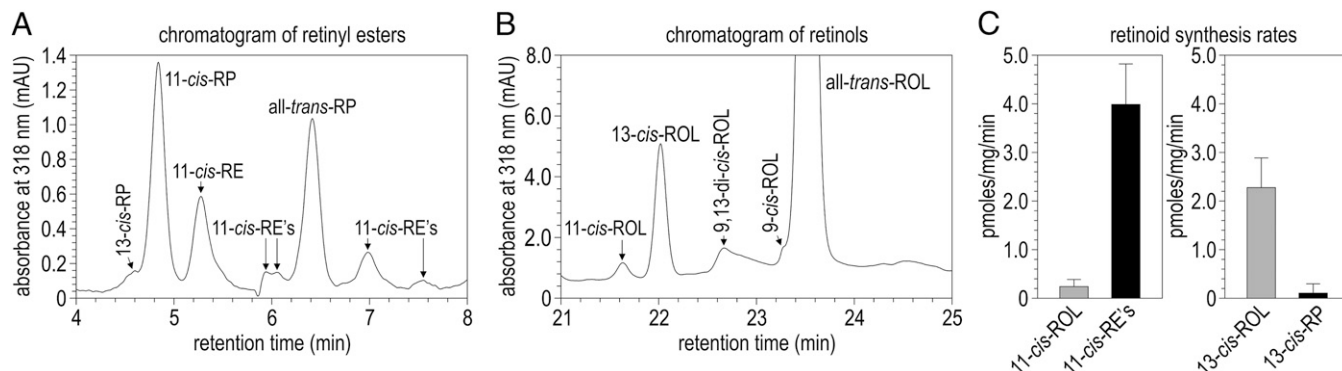 A
chromatogram of retinyl esters
absorbance at 318 nm (mAU)
1.4
1.2
1.0
0.8
0.6
0.4
0.2
0
13-cis-RP
11-cis-RP
11-cis-RE
11-cis-RE's
all-trans-RP
11-cis-RE's
4
5
6
7
8
retention time (min)
B
chromatogram of retinols
absorbance at 318 nm (mAU)
8.0
6.0
4.0
2.0
0
11-cis-ROL
13-cis-ROL
9,13-di-cis-ROL
9-cis-ROL
all-trans-ROL
21
22
23
24
25
retention time (min)
C
retinoid synthesis rates
pmoles/mg/min
5.0
4.0
3.0
2.0
1.0
0
11-cis-ROL
11-cis-RE's
pmoles/mg/min
5.0
4.0
3.0
2.0
1.0
0
13-cis-ROL
13-cis-RP